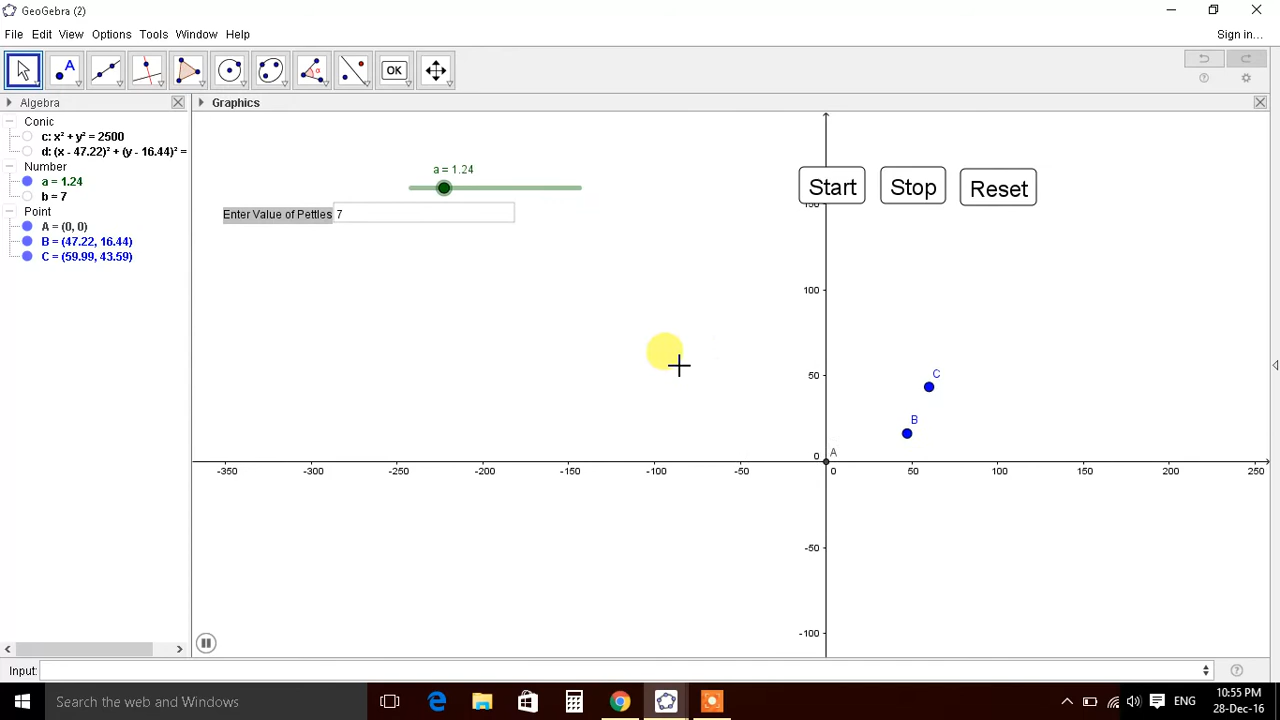 GeoGebra (2)
File Edit View Options Tools Window Help
Sign in...
A
OK
Algebra
Graphics
Conic
c: x² + y² = 2500
d: (x - 47.22)² + (y - 16.44)² =
Number
a = 1.24
b = 7
Point
A = (0, 0)
B = (47.22, 16.44)
C = (59.99, 43.59)
a = 1.24
Enter Value of Pettles 7
Start Stop Reset
150
100
50
0
-50
-100
C
B
A
-350 -300 -250 -200 -150 -100 -50 0 50 100 150 200 250
Input:
Search the web and Windows
ENG
10:55 PM
28-Dec-16